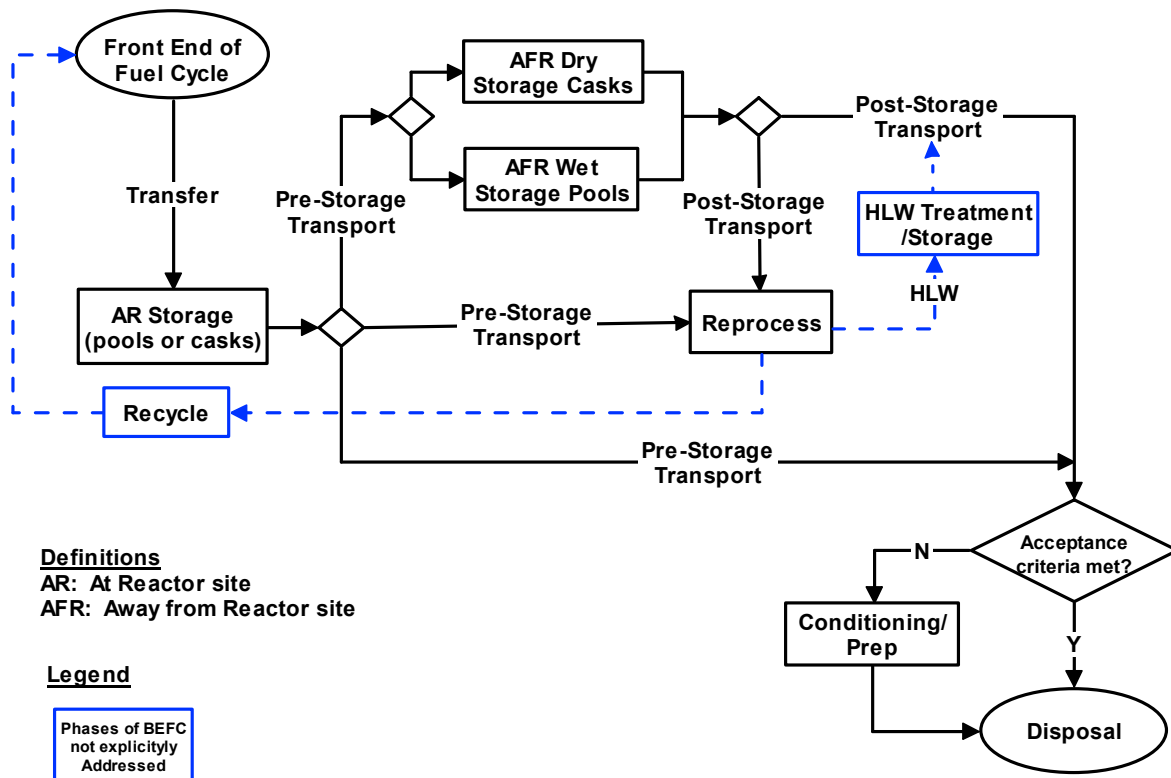 Front End of
Fuel Cycle
AFR Dry
Storage Casks
Post-Storage
Transport
AFR Wet
Storage Pools
Transfer
Pre-Storage
Transport
Post-Storage
Transport
HLW Treatment
/Storage
HLW
AR Storage
(pools or casks)
Pre-Storage
Transport
Reprocess
Recycle
Pre-Storage
Transport
Acceptance
criteria met?
N
Y
Conditioning/
Prep
Disposal
Definitions
AR: At Reactor site
AFR: Away from Reactor site
Legend
Phases of BEFC
not explicityly
Addressed